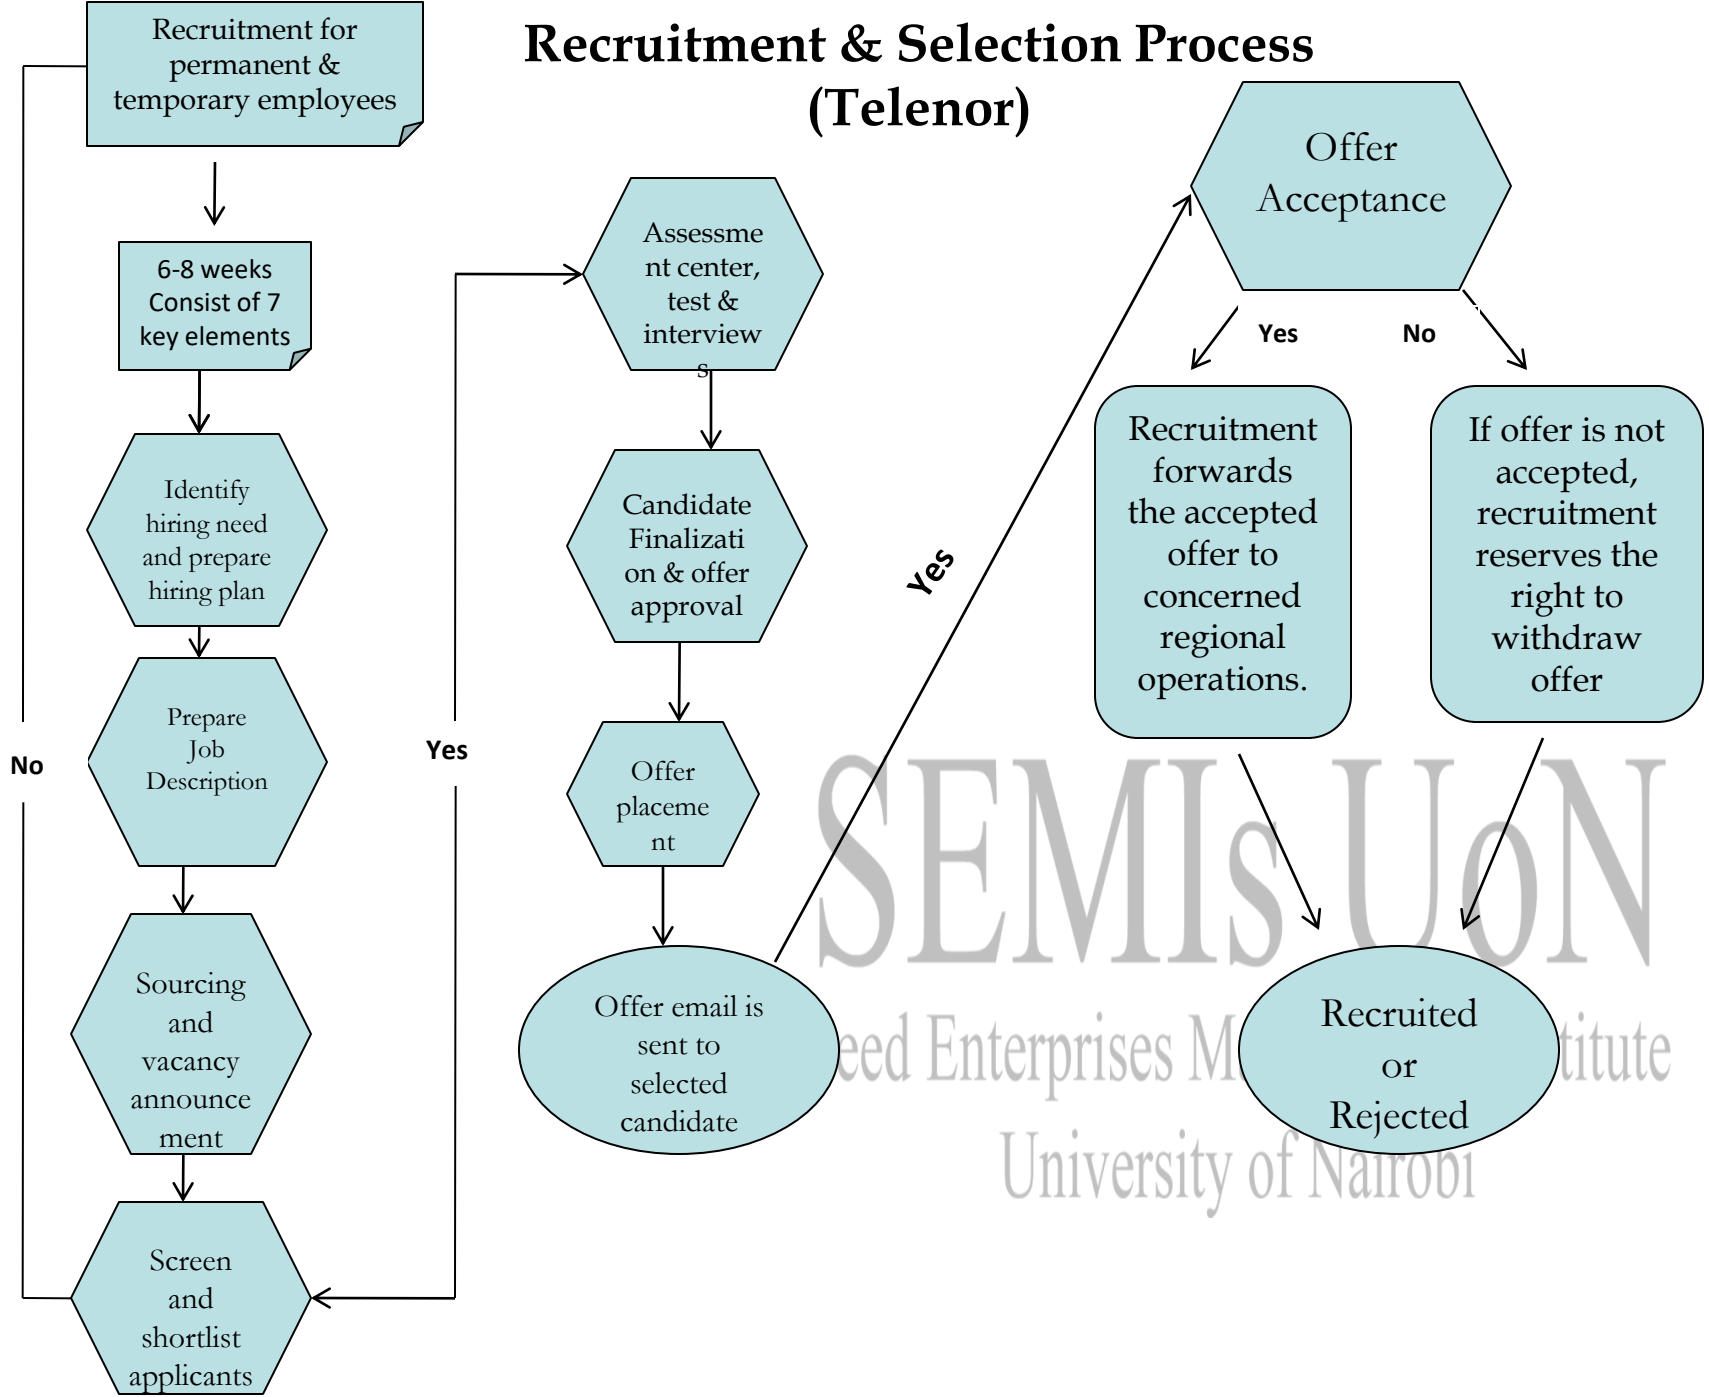 Recruitment & Selection Process
(Telenor)
Recruitment for
permanent &
temporary employees
6-8 weeks
Consist of 7
key elements
Identify
hiring need
and prepare
hiring plan
Prepare
Job
Description
Sourcing
and
vacancy
announce
ment
Screen
and
shortlist
applicants
No
Yes
Assessme
nt center,
test &
interview
s
Candidate
Finalizati
on & offer
approval
Offer
placeme
nt
Offer email is
sent to
selected
candidate
Yes
Offer
Acceptance
Yes
No
Recruitment
forwards
the accepted
offer to
concerned
regional
operations.
If offer is not
accepted,
recruitment
reserves the
right to
withdraw
offer
Recruited
or
Rejected
SEMIs UoN
Enterprises
University of Nairobi